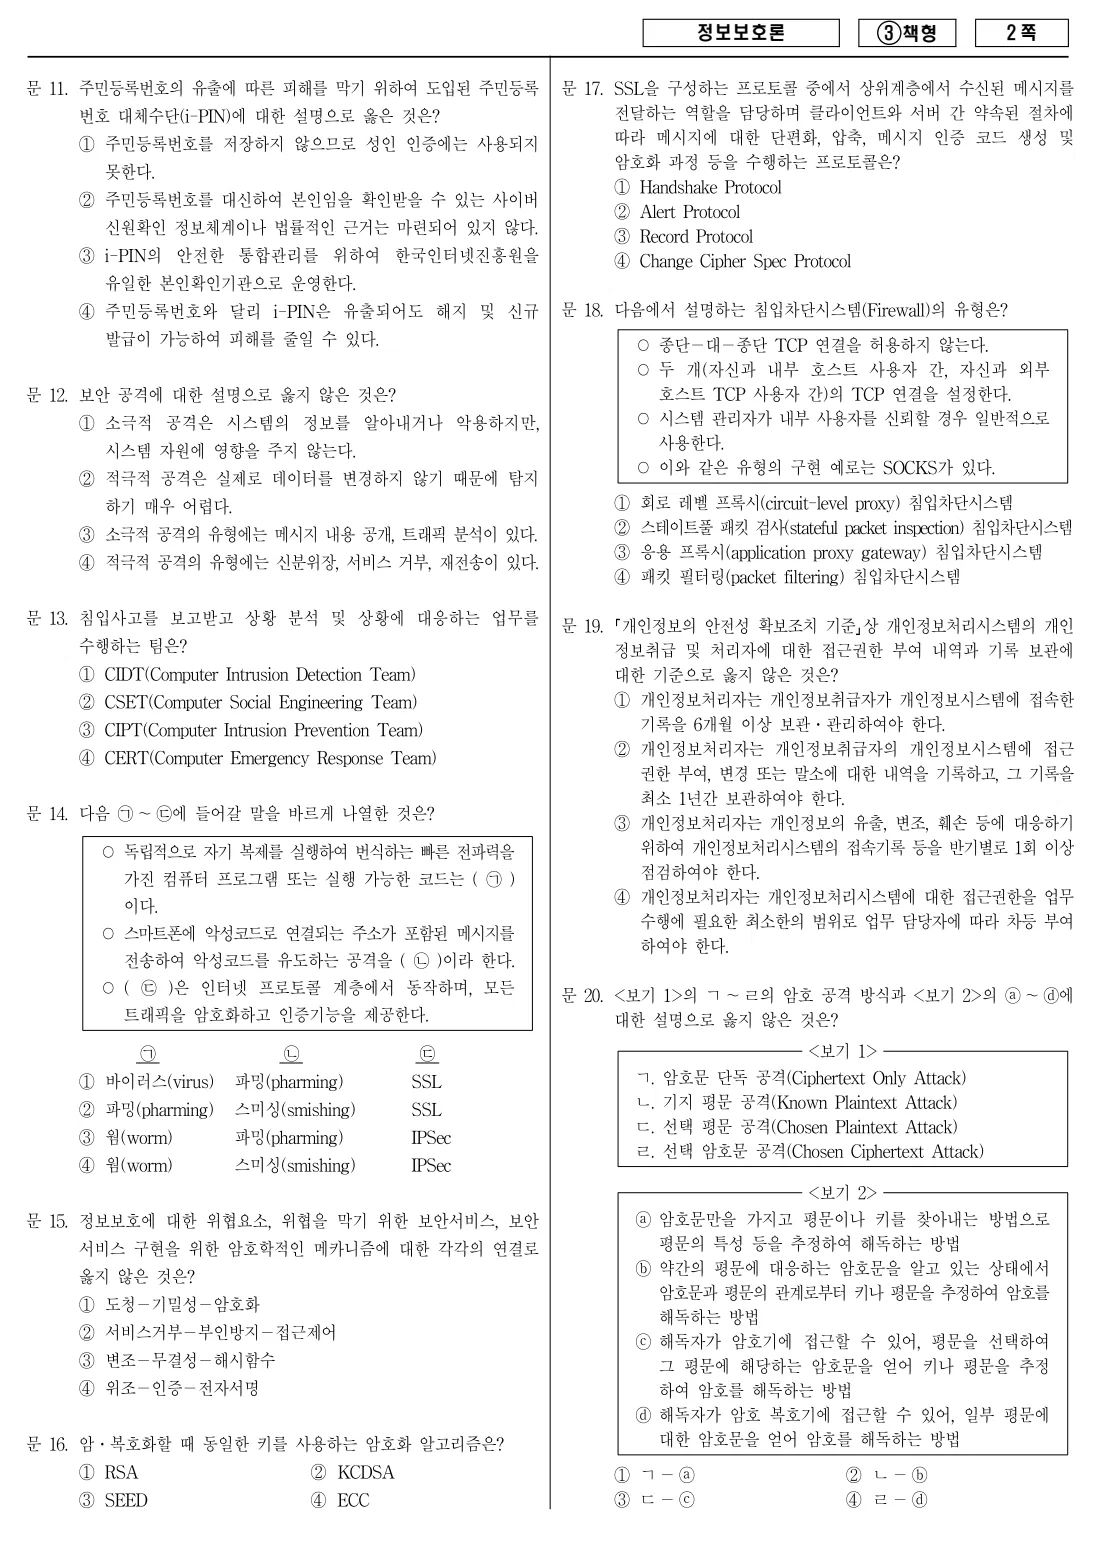 정보보호론
③책형
2쪽
문 11. 주민등록번호의 유출에 따른 피해를 막기 위하여 도입된 주민등록
번호 대체수단(i-PIN)에 대한 설명으로 옳은 것은?
① 주민등록번호를 저장하지 않으므로 성인 인증에는 사용되지
못한다.
② 주민등록번호를 대신하여 본인임을 확인받을 수 있는 사이버
신원확인 정보체계이나 법률적인 근거는 마련되어 있지 않다.
③ i-PIN의 안전한 통합관리를 위하여 한국인터넷진흥원을
유일한 본인확인기관으로 운영한다.
④ 주민등록번호와 달리 i-PIN은 유출되어도 해지 및 신규
발급이 가능하여 피해를 줄일 수 있다.
문 12. 보안 공격에 대한 설명으로 옳지 않은 것은?
① 소극적 공격은 시스템의 정보를 알아내거나 악용하지만,
시스템 자원에 영향을 주지 않는다.
② 적극적 공격은 실제로 데이터를 변경하지 않기 때문에 탐지
하기 매우 어렵다.
③ 소극적 공격의 유형에는 메시지 내용 공개, 트래픽 분석이 있다.
④ 적극적 공격의 유형에는 신분위장, 서비스 거부, 재전송이 있다.
문 13. 침입사고를 보고받고 상황 분석 및 상황에 대응하는 업무를
수행하는 팀은?
① CIDT(Computer Intrusion Detection Team)
② CSET(Computer Social Engineering Team)
③ CIPT(Computer Intrusion Prevention Team)
④ CERT(Computer Emergency Response Team)
문 14. 다음 ㉠ ~ ㉢에 들어갈 말을 바르게 나열한 것은?
○ 독립적으로 자기 복제를 실행하여 번식하는 빠른 전파력을
가진 컴퓨터 프로그램 또는 실행 가능한 코드는 ( ㉠ )
이다.
○ 스마트폰에 악성코드로 연결되는 주소가 포함된 메시지를
전송하여 악성코드를 유도하는 공격을 ( ㉡ )이라 한다.
○ ( ㉢ )은 인터넷 프로토콜 계층에서 동작하며, 모든
트래픽을 암호화하고 인증기능을 제공한다.
㉠ ㉡ ㉢
① 바이러스(virus) 파밍(pharming) SSL
② 파밍(pharming) 스미싱(smishing) SSL
③ 웜(worm) 파밍(pharming) IPSec
④ 웜(worm) 스미싱(smishing) IPSec
문 15. 정보보호에 대한 위협요소, 위협을 막기 위한 보안서비스, 보안
서비스 구현을 위한 암호학적인 메카니즘에 대한 각각의 연결로
옳지 않은 것은?
① 도청-기밀성-암호화
② 서비스거부-부인방지-접근제어
③ 변조-무결성-해시함수
④ 위조-인증-전자서명
문 16. 암·복호화할 때 동일한 키를 사용하는 암호화 알고리즘은?
① RSA ② KCDSA
③ SEED ④ ECC
문 17. SSL을 구성하는 프로토콜 중에서 상위계층에서 수신된 메시지를
전달하는 역할을 담당하며 클라이언트와 서버 간 약속된 절차에
따라 메시지에 대한 단편화, 압축, 메시지 인증 코드 생성 및
암호화 과정 등을 수행하는 프로토콜은?
① Handshake Protocol
② Alert Protocol
③ Record Protocol
④ Change Cipher Spec Protocol
문 18. 다음에서 설명하는 침입차단시스템(Firewall)의 유형은?
○ 종단-대-종단 TCP 연결을 허용하지 않는다.
○ 두 개(자신과 내부 호스트 사용자 간, 자신과 외부
호스트 TCP 사용자 간)의 TCP 연결을 설정한다.
○ 시스템 관리자가 내부 사용자를 신뢰할 경우 일반적으로
사용한다.
○ 이와 같은 유형의 구현 예로는 SOCKS가 있다.
① 회로 레벨 프록시(circuit-level proxy) 침입차단시스템
② 스테이트풀 패킷 검사(stateful packet inspection) 침입차단시스템
③ 응용 프록시(application proxy gateway) 침입차단시스템
④ 패킷 필터링(packet filtering) 침입차단시스템
문 19. 「개인정보의 안전성 확보조치 기준」상 개인정보처리시스템의 개인
정보취급 및 처리자에 대한 접근권한 부여 내역과 기록 보관에
대한 기준으로 옳지 않은 것은?
① 개인정보처리자는 개인정보취급자가 개인정보시스템에 접속한
기록을 6개월 이상 보관·관리하여야 한다.
② 개인정보처리자는 개인정보취급자의 개인정보시스템에 접근
권한 부여, 변경 또는 말소에 대한 내역을 기록하고, 그 기록을
최소 1년간 보관하여야 한다.
③ 개인정보처리자는 개인정보의 유출, 변조, 훼손 등에 대응하기
위하여 개인정보처리시스템의 접속기록 등을 반기별로 1회 이상
점검하여야 한다.
④ 개인정보처리자는 개인정보처리시스템에 대한 접근권한을 업무
수행에 필요한 최소한의 범위로 업무 담당자에 따라 차등 부여
하여야 한다.
문 20. <보기 1>의 ㄱ ~ ㄹ의 암호 공격 방식과 <보기 2>의 ⓐ ~ ⓓ에
대한 설명으로 옳지 않은 것은?
<보기 1>
ㄱ. 암호문 단독 공격(Ciphertext Only Attack)
ㄴ. 기지 평문 공격(Known Plaintext Attack)
ㄷ. 선택 평문 공격(Chosen Plaintext Attack)
ㄹ. 선택 암호문 공격(Chosen Ciphertext Attack)
<보기 2>
ⓐ 암호문만을 가지고 평문이나 키를 찾아내는 방법으로
평문의 특성 등을 추정하여 해독하는 방법
ⓑ 약간의 평문에 대응하는 암호문을 알고 있는 상태에서
암호문과 평문의 관계로부터 키나 평문을 추정하여 암호를
해독하는 방법
ⓒ 해독자가 암호기에 접근할 수 있어, 평문을 선택하여
그 평문에 해당하는 암호문을 얻어 키나 평문을 추정
하여 암호를 해독하는 방법
ⓓ 해독자가 암호 복호기에 접근할 수 있어, 일부 평문에
대한 암호문을 얻어 암호를 해독하는 방법
① ㄱ - ⓐ ② ㄴ - ⓑ
③ ㄷ - ⓒ ④ ㄹ - ⓓ